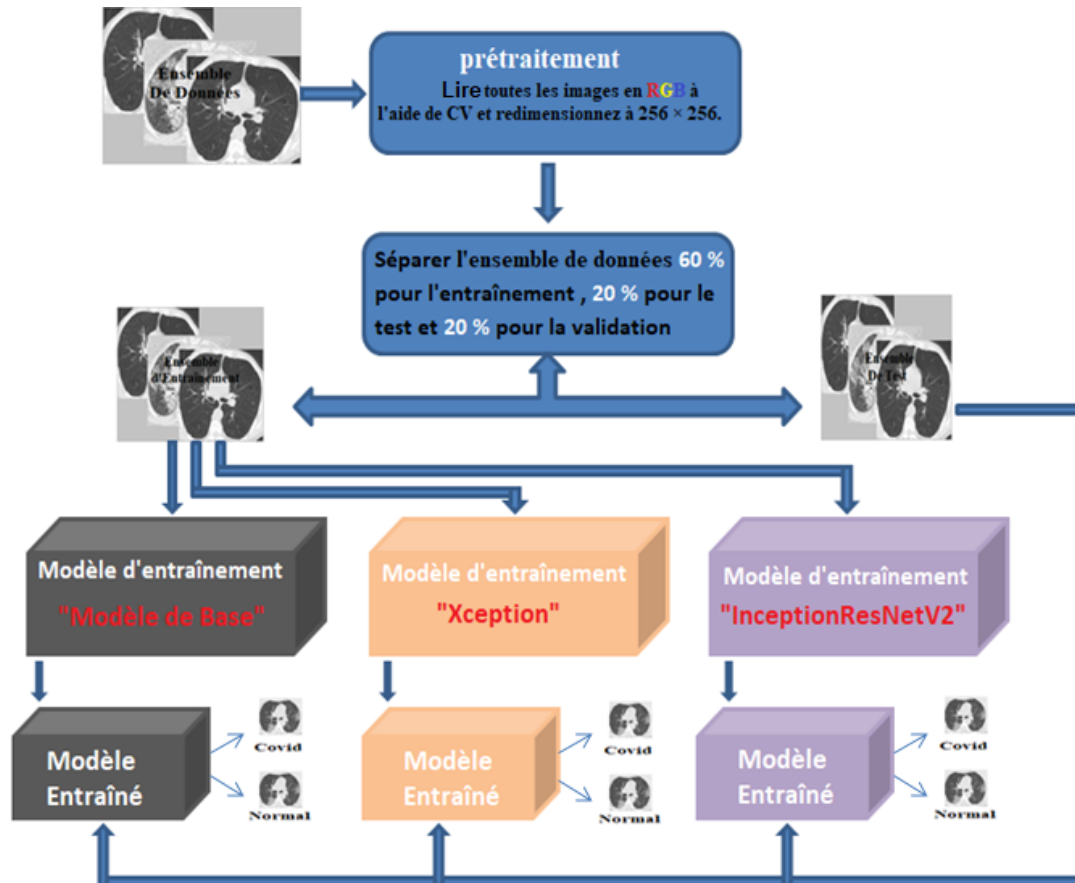 Ensemble
De Données
prétraitement
Lire toutes les images en RGB à
l'aide de CV et redimensionnez à 256 × 256.
Séparer l'ensemble de données 60 %
pour l'entraînement , 20 % pour le
test et 20 % pour la validation
Ensemble
d'Entraînement
Ensemble
De Test
Modèle d'entraînement
"Modèle de Base"
Modèle d'entraînement
"Xception"
Modèle d'entraînement
"InceptionResNetV2"
Modèle
Entraîné
Covid
Normal
Modèle
Entraîné
Covid
Normal
Modèle
Entraîné
Covid
Normal